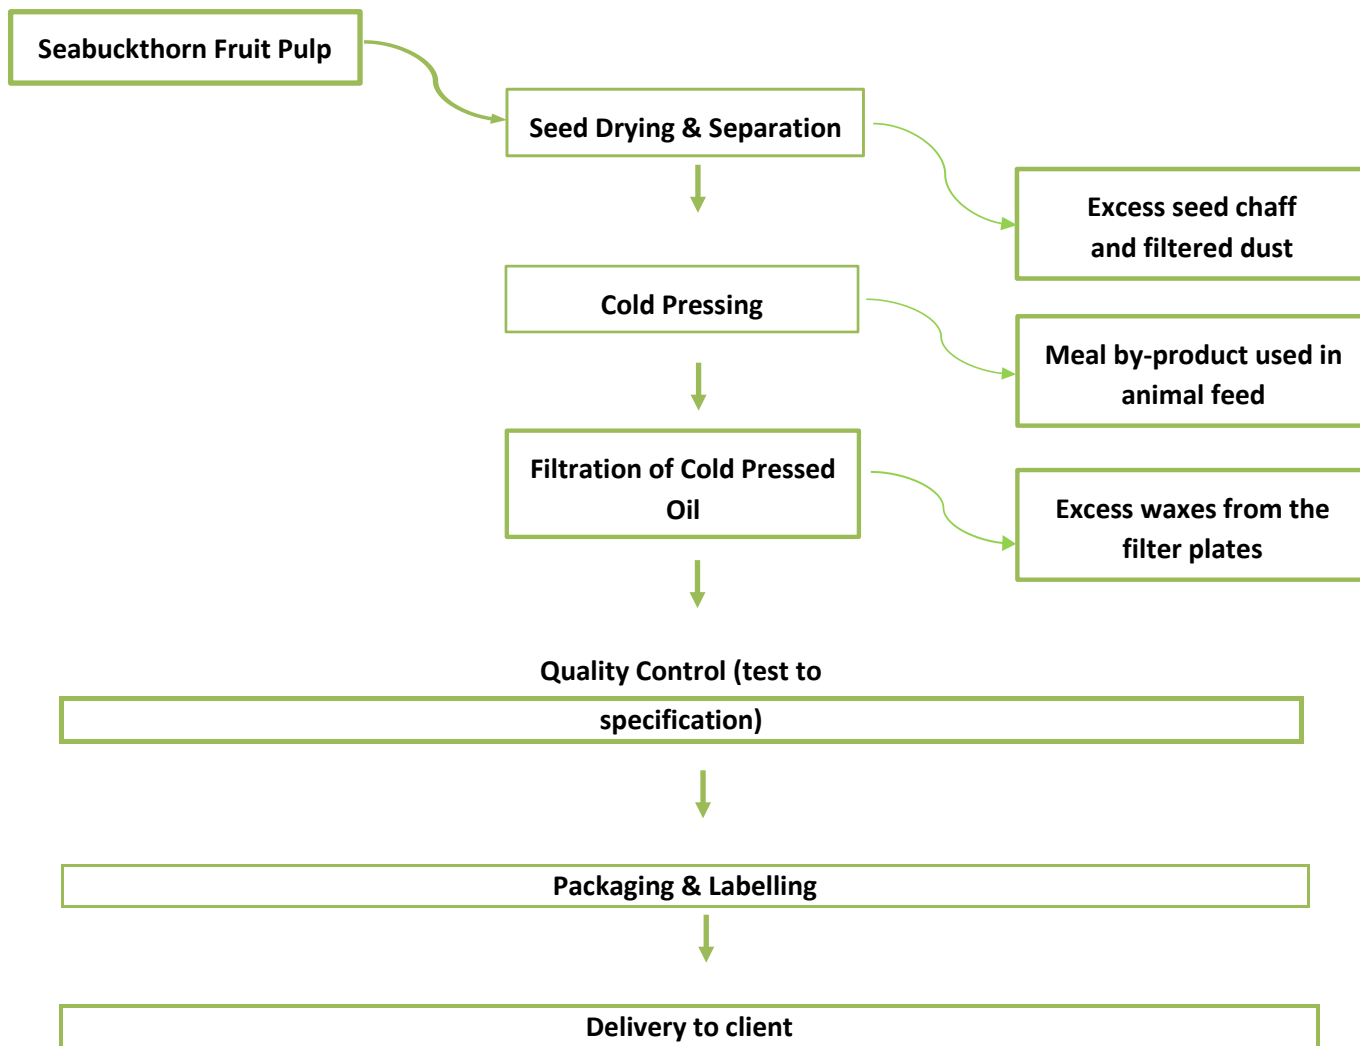 Seabuckthorn Fruit Pulp
Seed Drying & Separation
Excess seed chaff
and filtered dust
Cold Pressing
Meal by-product used in
animal feed
Filtration of Cold Pressed
Oil
Excess waxes from the
filter plates
Quality Control (test to
specification)
Packaging & Labelling
Delivery to client